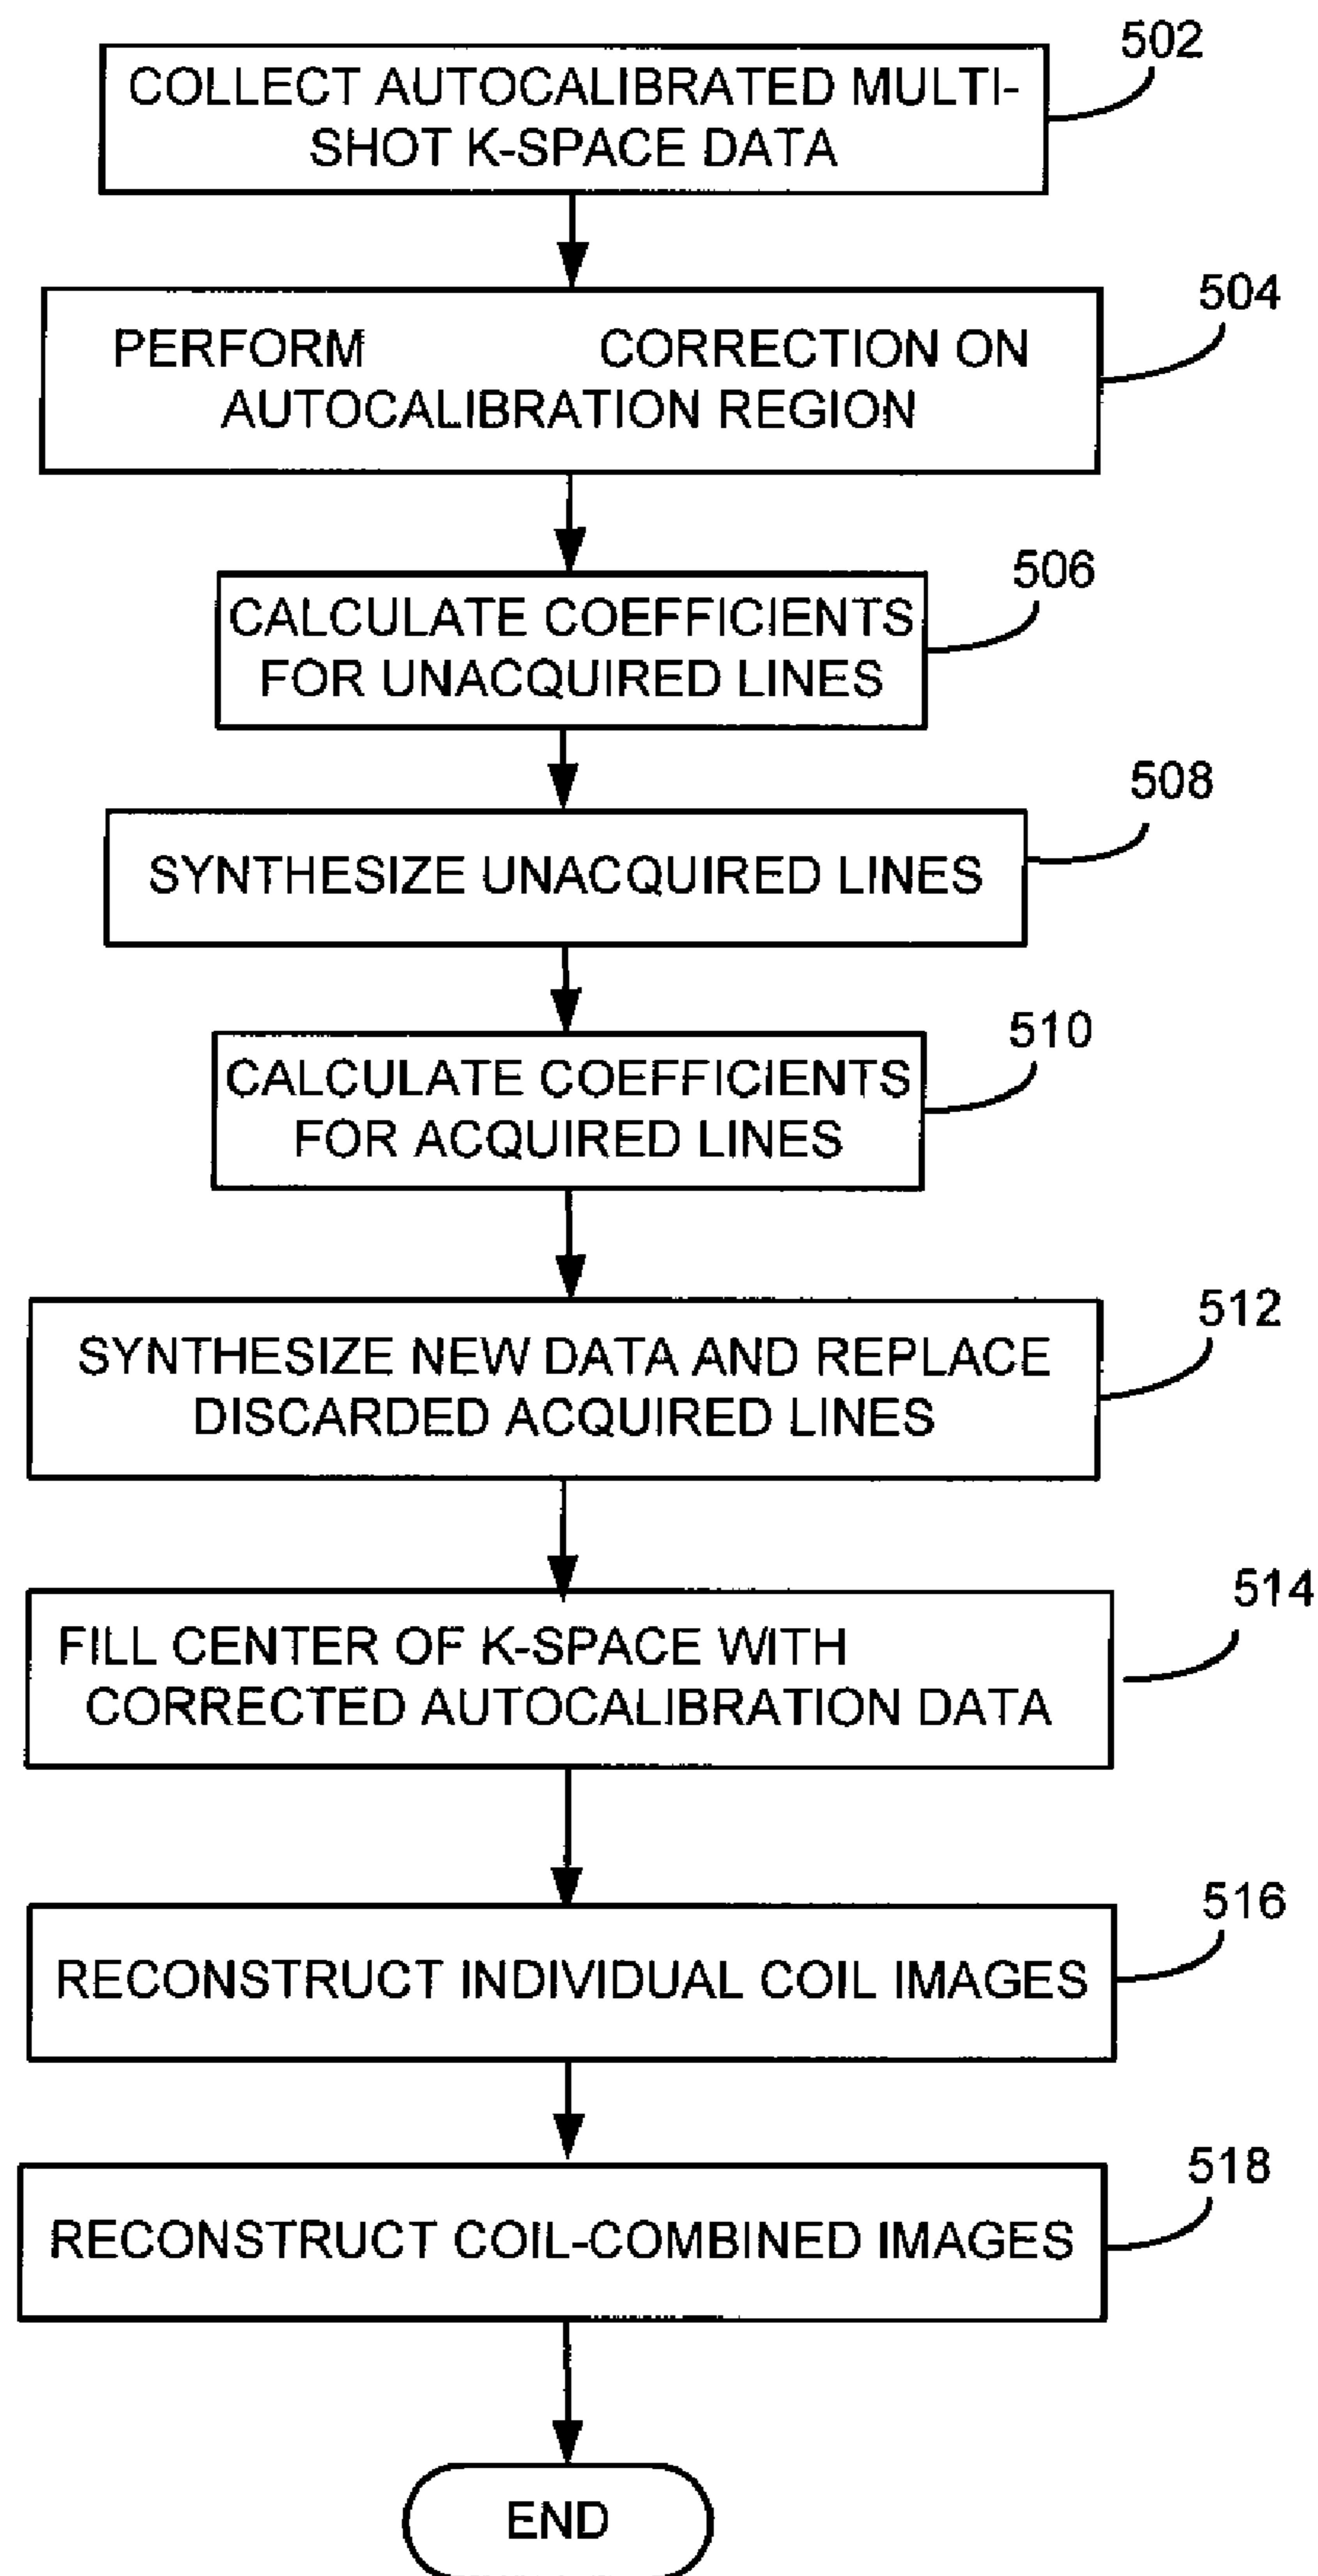 502
COLLECT AUTOCALIBRATED MULTI-
SHOT K-SPACE DATA
504
PERFORM CORRECTION ON
AUTOCALIBRATION REGION
506
CALCULATE COEFFICIENTS
FOR UNACQUIRED LINES
508
SYNTHESIZE UNACQUIRED LINES
510
CALCULATE COEFFICIENTS
FOR ACQUIRED LINES
512
SYNTHESIZE NEW DATA AND REPLACE
DISCARDED ACQUIRED LINES
514
FILL CENTER OF K-SPACE WITH
CORRECTED AUTOCALIBRATION DATA
516
RECONSTRUCT INDIVIDUAL COIL IMAGES
518
RECONSTRUCT COIL-COMBINED IMAGES
END